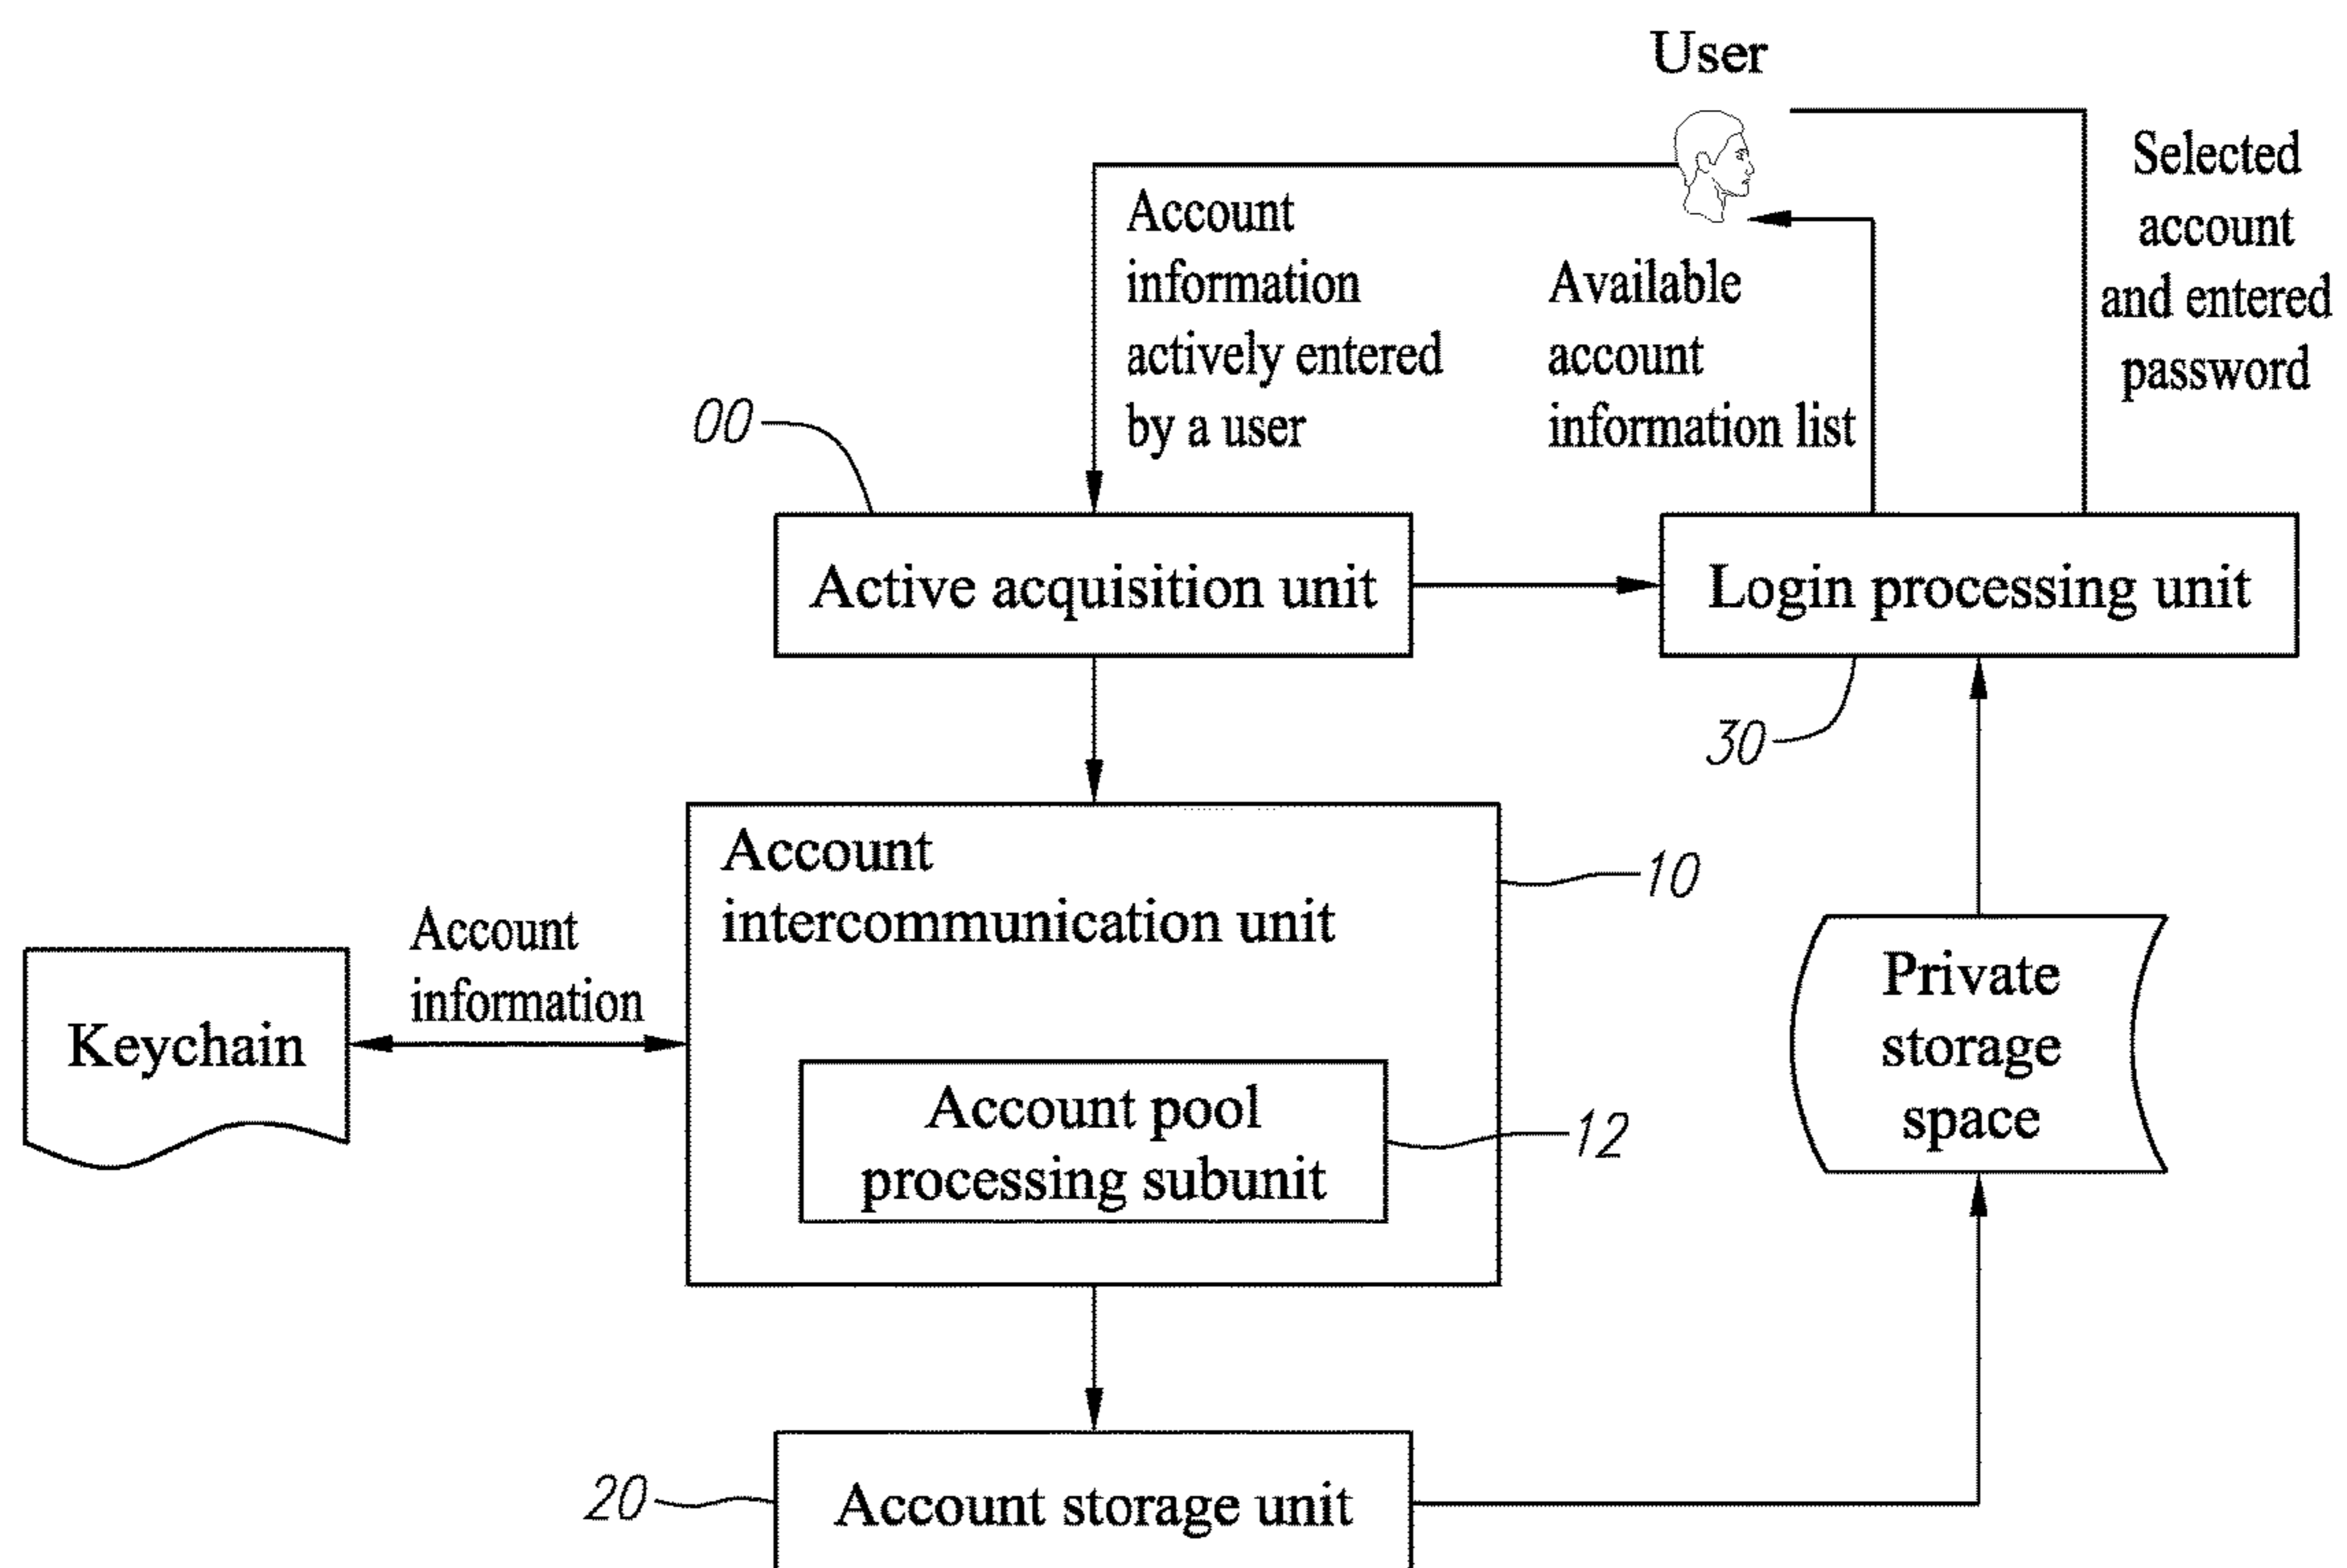 User
Selected
account
and entered
password
Account
information
actively entered
by a user
Available
account
information list
00
Active acquisition unit
Login processing unit
30
Account
intercommunication unit
10
Account
information
Keychain
Account pool
processing subunit
12
Private
storage
space
20
Account storage unit